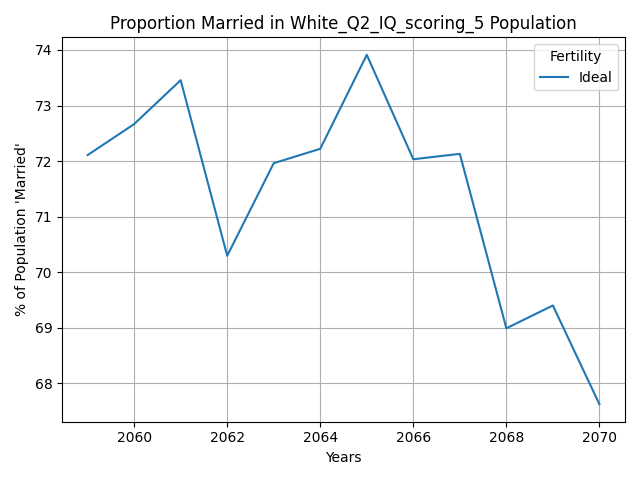 Proportion Married in White_Q2_IQ_scoring_5 Population
Fertility
Ideal
% of Population 'Married'
74
73
72
71
70
69
68
2060 2062 2064 2066 2068 2070
Years